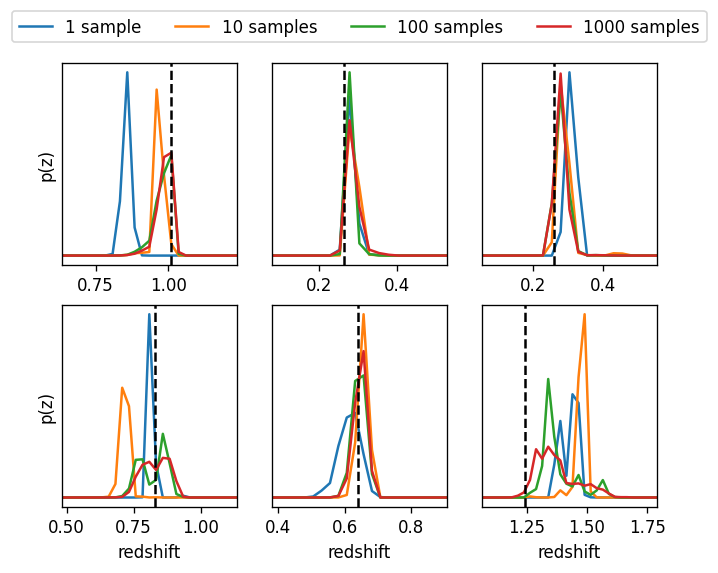 1 sample 10 samples 100 samples 1000 samples
p(z)
0.75 1.00
0.2 0.4
0.2 0.4
p(z)
0.50 0.75 1.00
0.4 0.6 0.8
1.25 1.50 1.75
redshift redshift redshift